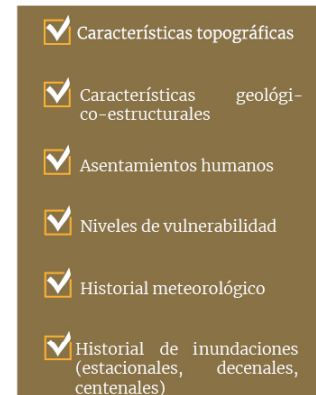 Características topográficas
Características geológi-
co-estructurales
Asentamientos humanos
Niveles de vulnerabilidad
Historial meteorológico
Historial de inundaciones
(estacionales, decenales,
centenales)